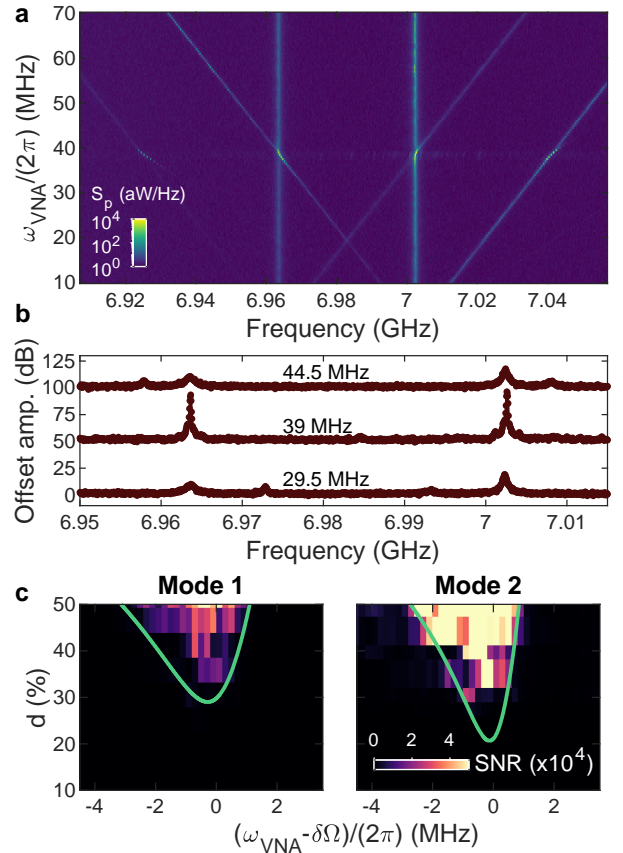 a
70
60
50
40
30
20
10
ω_VNA/(2π) (MHz)
S_p (aW/Hz)
10^4
10^2
10^0
6.92 6.94 6.96 6.98 7 7.02 7.04
Frequency (GHz)
b
125
100
75
50
25
0
Offset amp. (dB)
44.5 MHz
39 MHz
29.5 MHz
6.95 6.96 6.97 6.98 6.99 7 7.01
Frequency (GHz)
c
Mode 1 Mode 2
50
40
30
20
10
d (%)
0 2 4
SNR (x10^4)
-4 -2 0 2 -4 -2 0 2
(ω_VNA-δΩ)/(2π) (MHz)